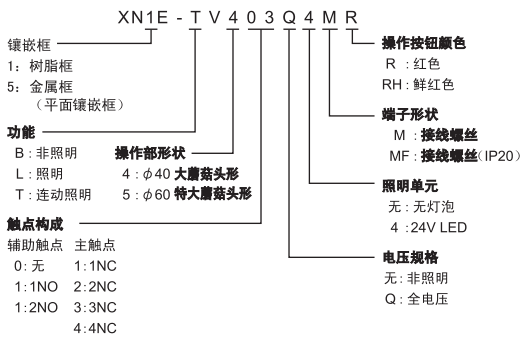 XN1E-TV403Q4MR
镶嵌框
1：树脂框
5：金属框
（平面镶嵌框）
功能
B：非照明
L：照明
T：连动照明
操作部形状
4：ϕ40 大蘑菇头形
5：ϕ60 特大蘑菇头形
触点构成
辅助触点 主触点
0：无 1：1NC
1：1NO 2：2NC
1：2NO 3：3NC
4：4NC
操作按钮颜色
R：红色
RH：鲜红色
端子形状
M：接线螺丝
MF：接线螺丝（IP20）
照明单元
无：无灯泡
4：24V LED
电压规格
无：非照明
Q：全电压